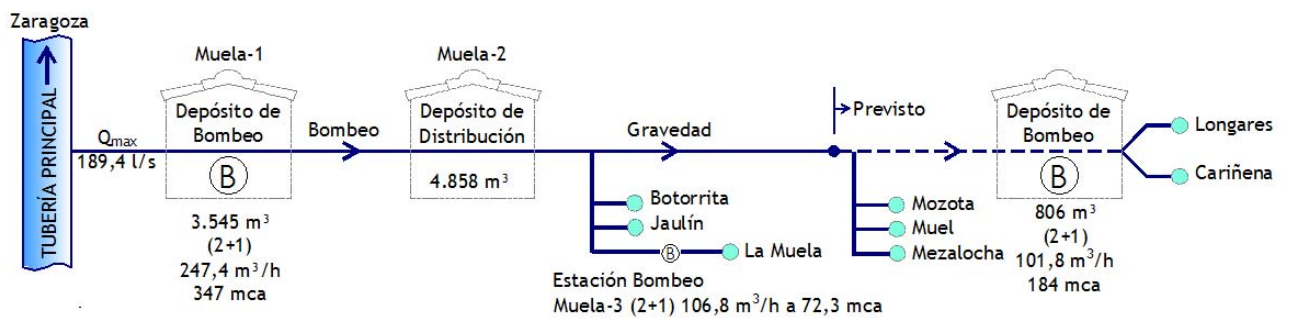 Zaragoza
TUBERÍA PRINCIPAL
Qmax
189,4 l/s
Muela-1
Depósito de
Bombeo
B
3.545 m³
(2+1)
247,4 m³/h
347 mca
Bombeo
Muela-2
Depósito de
Distribución
4.858 m³
Gravedad
Botorrita
Jaulín
B
La Muela
Estación Bombeo
Muela-3 (2+1) 106,8 m³/h a 72,3 mca
Previsto
Mozota
Muel
Mezalocha
Depósito de
Bombeo
B
806 m³
(2+1)
101,8 m³/h
184 mca
Longares
Cariñena